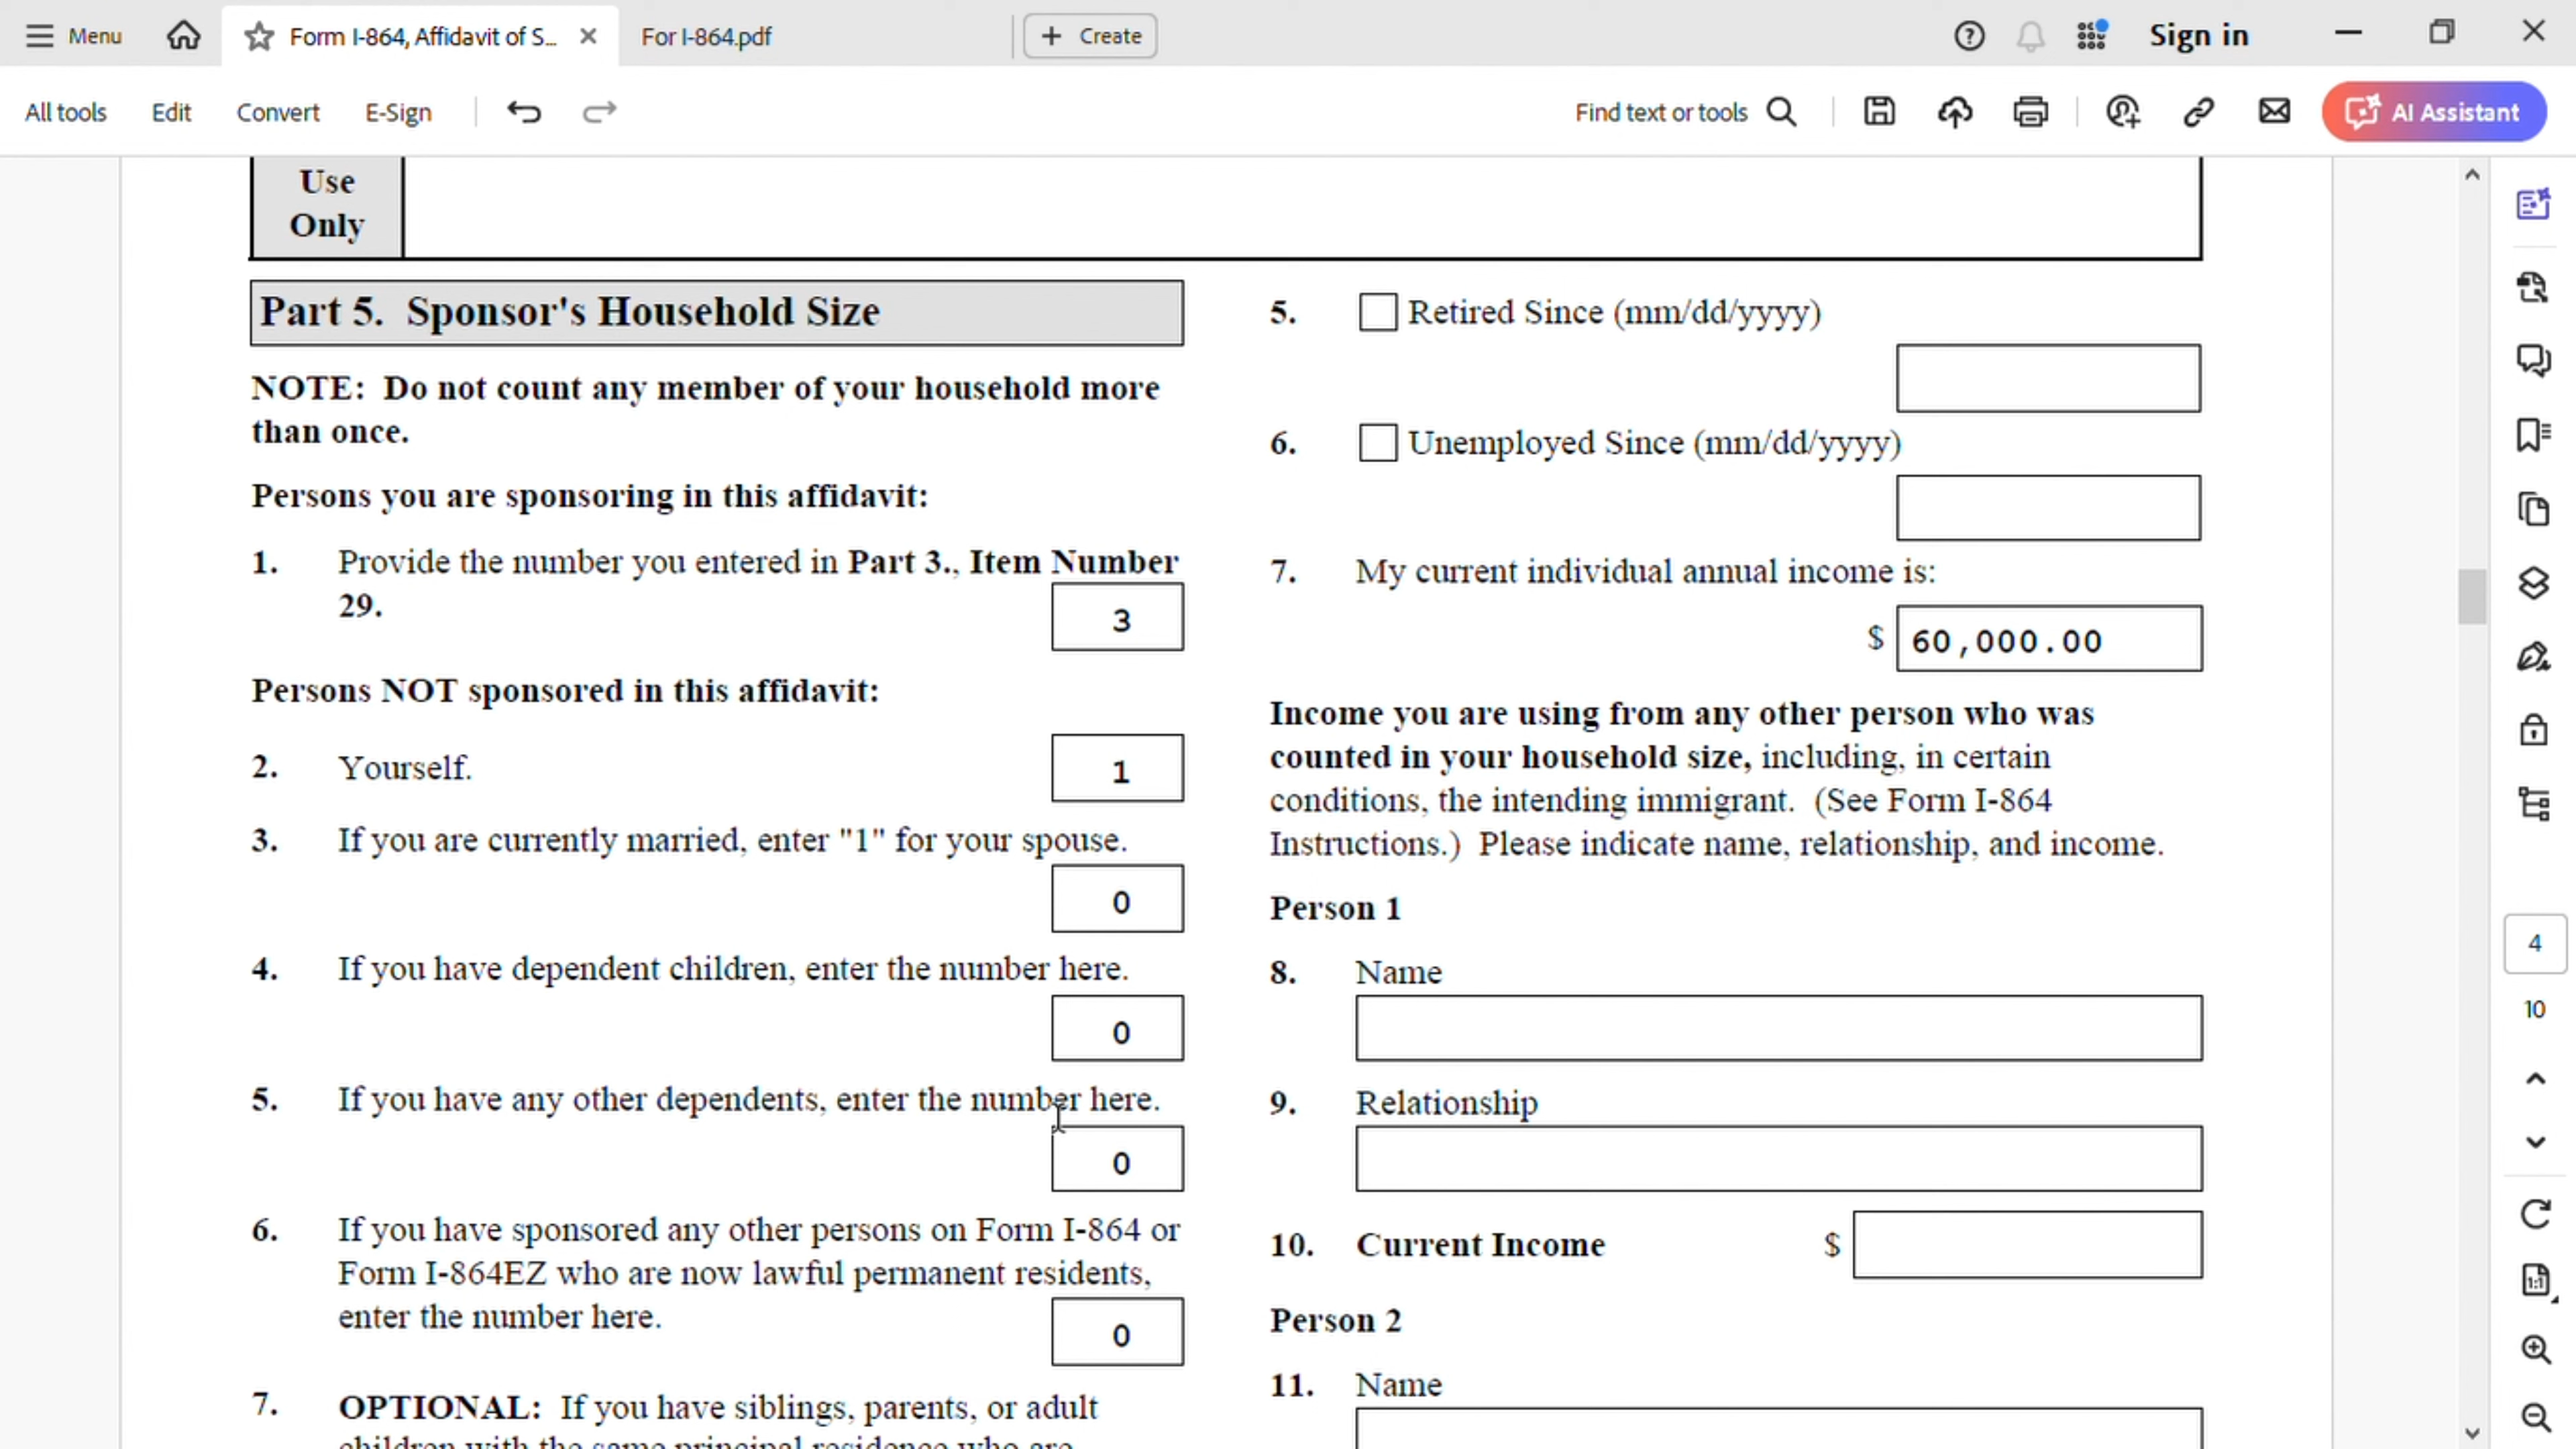 Menu
Form I-864, Affidavit of S...
For I-864.pdf
Create
Sign in
All tools
Edit
Convert
E-Sign
Find text or tools
AI Assistant
Use
Only
Part 5. Sponsor's Household Size
NOTE: Do not count any member of your household more
than once.
Persons you are sponsoring in this affidavit:
1. Provide the number you entered in Part 3., Item Number
29.
3
Persons NOT sponsored in this affidavit:
2. Yourself.
1
3. If you are currently married, enter "1" for your spouse.
0
4. If you have dependent children, enter the number here.
0
5. If you have any other dependents, enter the number here.
0
6. If you have sponsored any other persons on Form I-864 or
Form I-864EZ who are now lawful permanent residents,
enter the number here.
0
7. OPTIONAL: If you have siblings, parents, or adult
children with the same principal residence who are
5. Retired Since (mm/dd/yyyy)
6. Unemployed Since (mm/dd/yyyy)
7. My current individual annual income is:
$ 60,000.00
Income you are using from any other person who was
counted in your household size, including, in certain
conditions, the intending immigrant. (See Form I-864
Instructions.) Please indicate name, relationship, and income.
Person 1
8. Name
9. Relationship
10. Current Income $
Person 2
11. Name
4
10
1:1